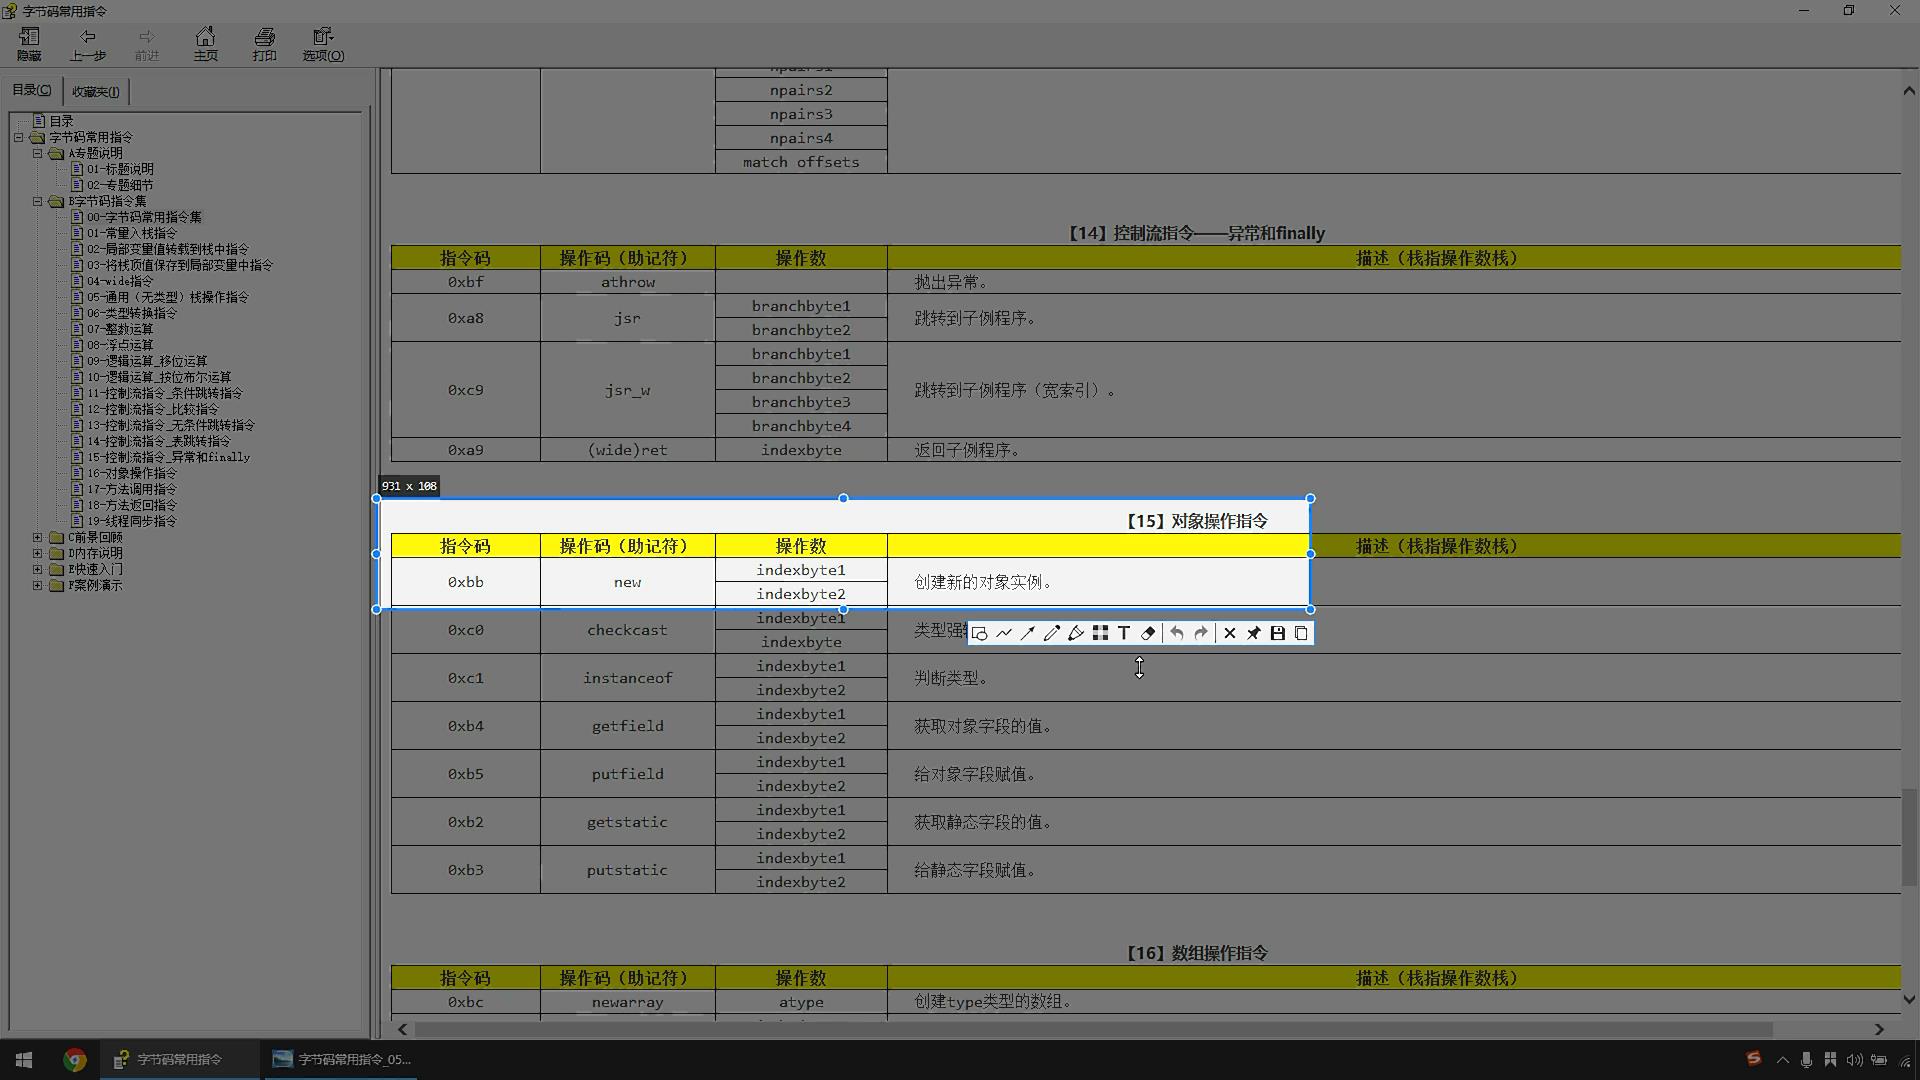 字节码常用指令
隐藏
上一步
前进
主页
打印
选项(O)
目录(C)
收藏夹(I)
目录
字节码常用指令
A专题说明
01-标题说明
02-专题细节
B字节码指令集
00-字节码常用指令集
01-常量入栈指令
02-局部变量值转载到栈中指令
03-将栈顶值保存到局部变量中指令
04-wide指令
05-通用（无类型）栈操作指令
06-类型转换指令
07-整数运算
08-浮点运算
09-逻辑运算_移位运算
10-逻辑运算_按位布尔运算
11-控制流指令_条件跳转指令
12-控制流指令_比较指令
13-控制流指令_无条件跳转指令
14-控制流指令_表跳转指令
15-控制流指令_异常和finally
16-对象操作指令
17-方法调用指令
18-方法返回指令
19-线程同步指令
C前景回顾
D内存说明
E快速入门
F案例演示
npairs1
npairs2
npairs3
npairs4
match offsets
【14】控制流指令——异常和finally
指令码 操作码（助记符） 操作数 描述（栈指操作数栈）
0xbf athrow 抛出异常。
0xa8 jsr branchbyte1 跳转到子例程序。
branchbyte2
0xc9 jsr_w branchbyte1 跳转到子例程序（宽索引）。
branchbyte2
branchbyte3
branchbyte4
0xa9 (wide)ret indexbyte 返回子例程序。
931 x 108
【15】对象操作指令
指令码 操作码（助记符） 操作数 描述（栈指操作数栈）
0xbb new indexbyte1 创建新的对象实例。
indexbyte2
0xc0 checkcast indexbyte1 类型强
indexbyte
0xc1 instanceof indexbyte1 判断类型。
indexbyte2
0xb4 getfield indexbyte1 获取对象字段的值。
indexbyte2
0xb5 putfield indexbyte1 给对象字段赋值。
indexbyte2
0xb2 getstatic indexbyte1 获取静态字段的值。
indexbyte2
0xb3 putstatic indexbyte1 给静态字段赋值。
indexbyte2
【16】数组操作指令
指令码 操作码（助记符） 操作数 描述（栈指操作数栈）
0xbc newarray atype 创建type类型的数组。
字节码常用指令
字节码常用指令_05...